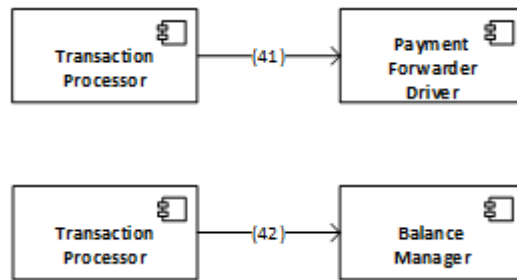 Transaction
Processor
(41)
Payment
Forwarder
Driver
Transaction
Processor
(42)
Balance
Manager